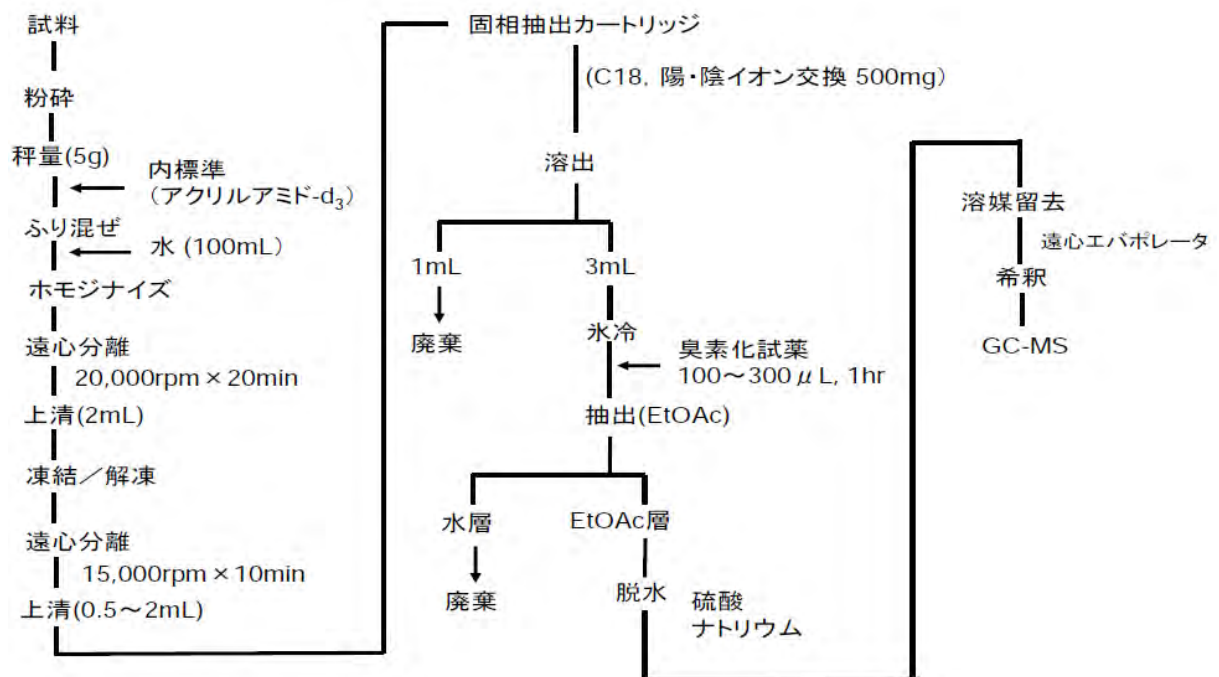 試料
粉砕
秤量(5g)
内標準
（アクリルアミド-d₃）
ふり混ぜ
水 (100mL）
ホモジナイズ
遠心分離
20,000rpm × 20min
上清(2mL)
凍結／解凍
遠心分離
15,000rpm × 10min
上清(0.5～2mL)
固相抽出カートリッジ
(C18，陽・陰イオン交換 500mg）
溶出
1mL
3mL
廃棄
氷冷
臭素化試薬
100～300 μ L, 1hr
抽出(EtOAc)
水層
EtOAc層
廃棄
脱水
硫酸
ナトリウム
溶媒留去
遠心エバポレータ
希釈
GC-MS